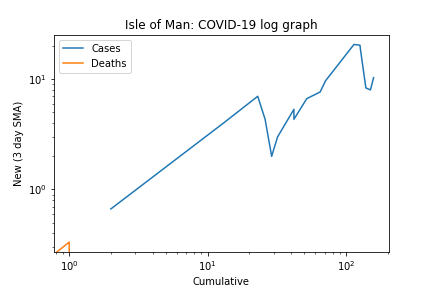 Isle of Man: COVID-19 log graph
Cases
Deaths
New (3 day SMA)
10¹
10⁰
10⁰ 10¹ 10²
Cumulative